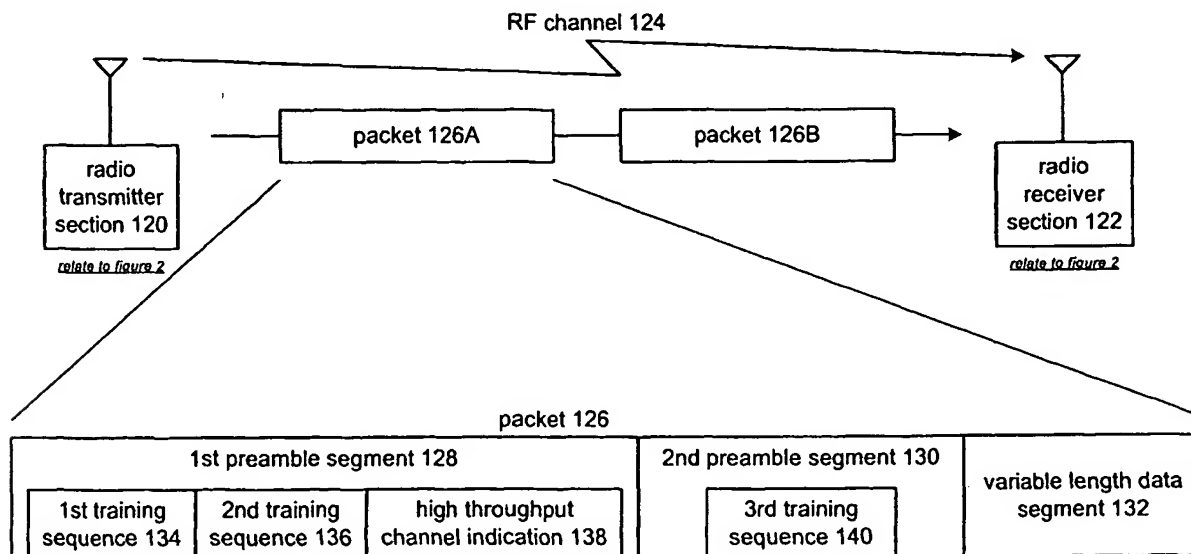 RF channel 124
packet 126A
packet 126B
radio
transmitter
section 120
relate to figure 2
radio
receiver
section 122
relate to figure 2
packet 126
1st preamble segment 128
2nd preamble segment 130
variable length data
segment 132
1st training
sequence 134
2nd training
sequence 136
high throughput
channel indication 138
3rd training
sequence 140